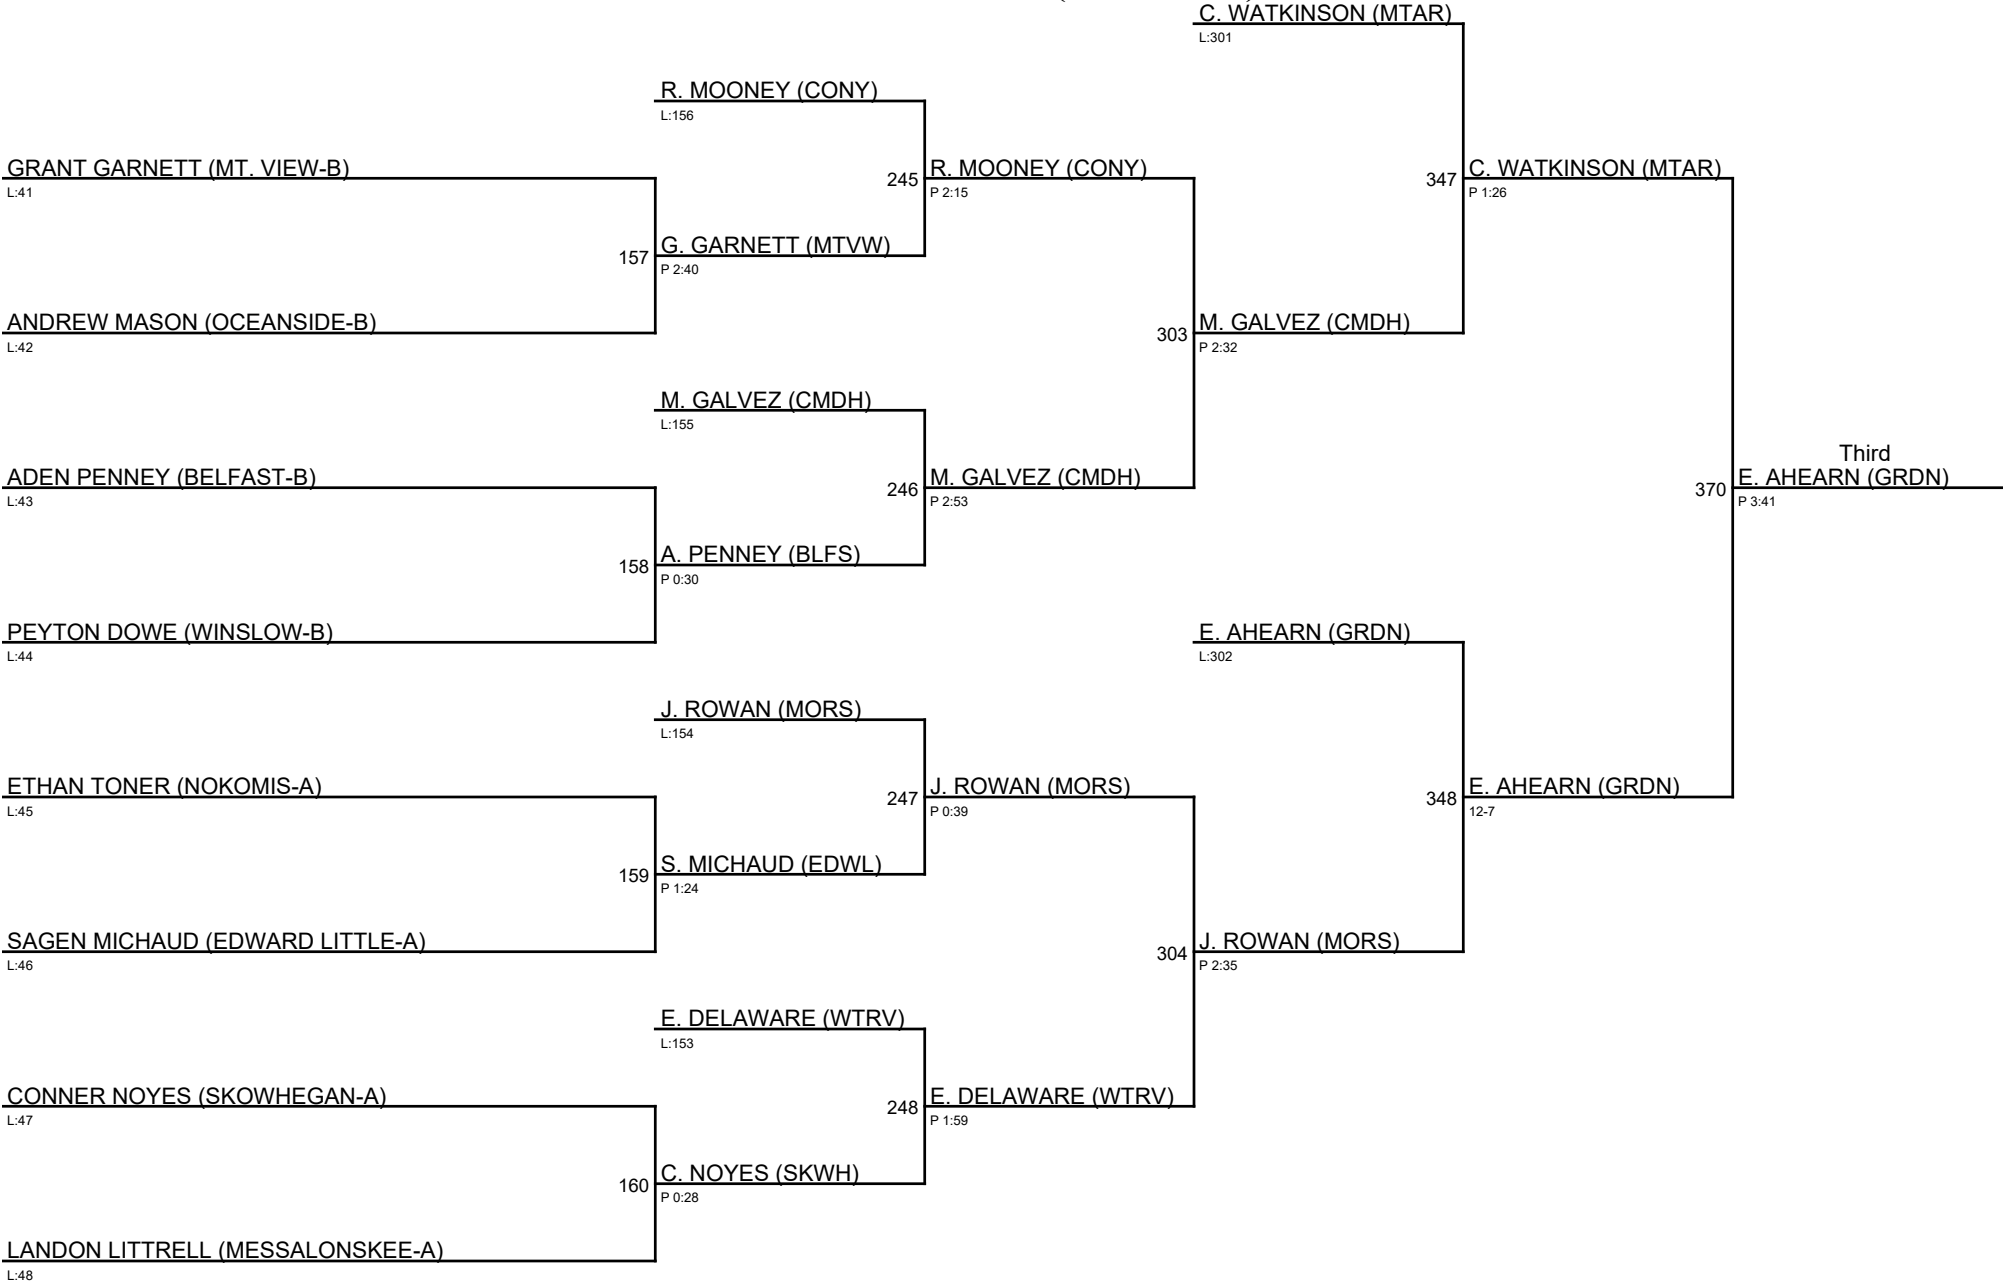 C. WATKINSON (MTAR)
L:301
R. MOONEY (CONY)
L:156
GRANT GARNETT (MT. VIEW-B)
L:41
245
R. MOONEY (CONY)
P 2:15
347
C. WATKINSON (MTAR)
P 1:26
157
G. GARNETT (MTVW)
P 2:40
ANDREW MASON (OCEANSIDE-B)
L:42
303
M. GALVEZ (CMDH)
P 2:32
M. GALVEZ (CMDH)
L:155
ADEN PENNEY (BELFAST-B)
L:43
246
M. GALVEZ (CMDH)
P 2:53
Third
370
E. AHEARN (GRDN)
P 3:41
158
A. PENNEY (BLFS)
P 0:30
PEYTON DOWE (WINSLOW-B)
L:44
E. AHEARN (GRDN)
L:302
J. ROWAN (MORS)
L:154
ETHAN TONER (NOKOMIS-A)
L:45
247
J. ROWAN (MORS)
P 0:39
348
E. AHEARN (GRDN)
12-7
159
S. MICHAUD (EDWL)
P 1:24
SAGEN MICHAUD (EDWARD LITTLE-A)
L:46
304
J. ROWAN (MORS)
P 2:35
E. DELAWARE (WTRV)
L:153
CONNER NOYES (SKOWHEGAN-A)
L:47
248
E. DELAWARE (WTRV)
P 1:59
160
C. NOYES (SKWH)
P 0:28
LANDON LITTRELL (MESSALONSKEE-A)
L:48